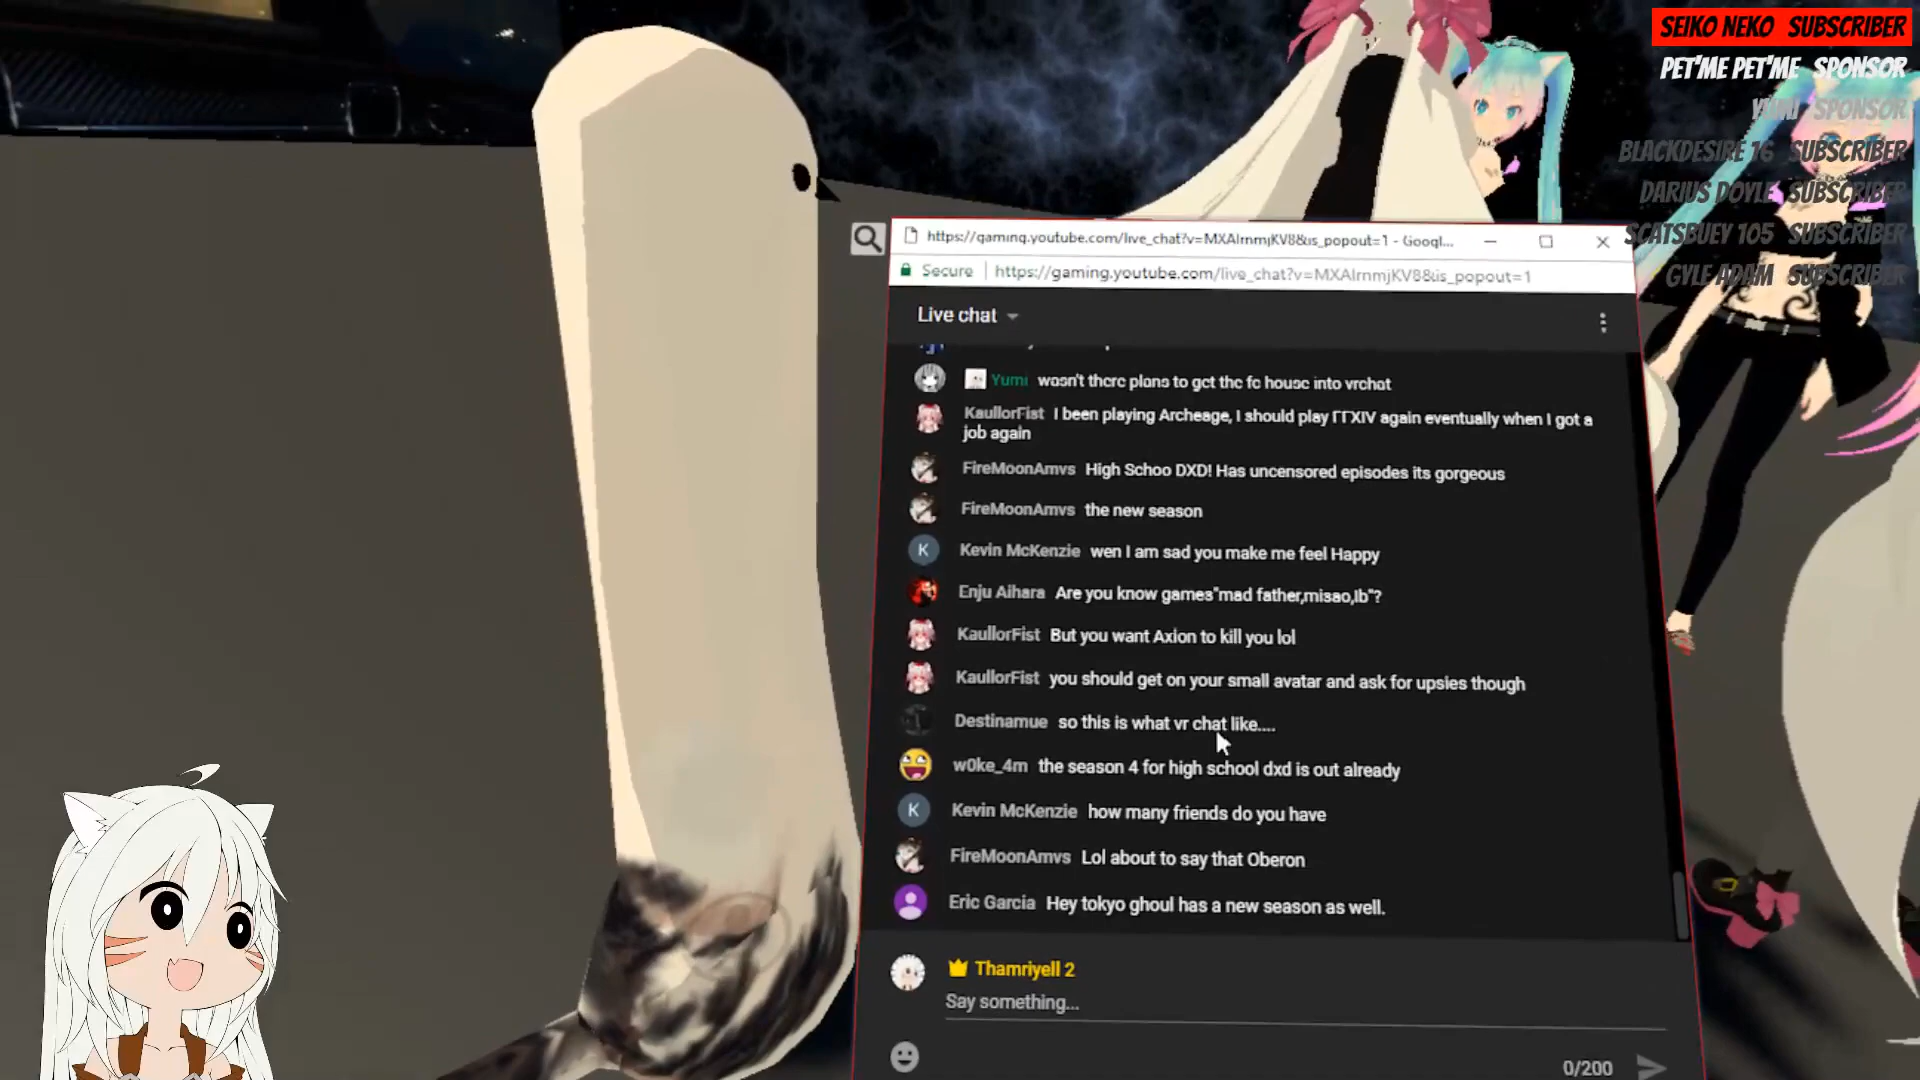 SEIKO NEKO SUBSCRIBER
PET'ME PET'ME SPONSOR
YUMI SPONSOR
BLACKDESIRE 16 SUBSCRIBER
DARIUS DOYLE SUBSCRIBER
SCATSBUEY 105 SUBSCRIBER
GYLE ADAM SUBSCRIBER
https://gaming.youtube.com/live_chat?v=MXAlrnmjKV8&is_popout=1 - Googl...
Secure https://gaming.youtube.com/live_chat?v=MXAlrnmjKV8&is_popout=1
Live chat
Yumi wasn't there plans to get the fc house into vrchat
KaullorFist I been playing Archeage, I should play FFXIV again eventually when I got a
job again
FireMoonAmvs High Schoo DXD! Has uncensored episodes its gorgeous
FireMoonAmvs the new season
K Kevin McKenzie wen I am sad you make me feel Happy
Enju Aihara Are you know games"mad father,misao,Ib"?
KaullorFist But you want Axion to kill you lol
KaullorFist you should get on your small avatar and ask for upsies though
Destinamue so this is what vr chat like....
w0ke_4m the season 4 for high school dxd is out already
K Kevin McKenzie how many friends do you have
FireMoonAmvs Lol about to say that Oberon
Eric Garcia Hey tokyo ghoul has a new season as well.
Thamriyell 2
Say something...
0/200